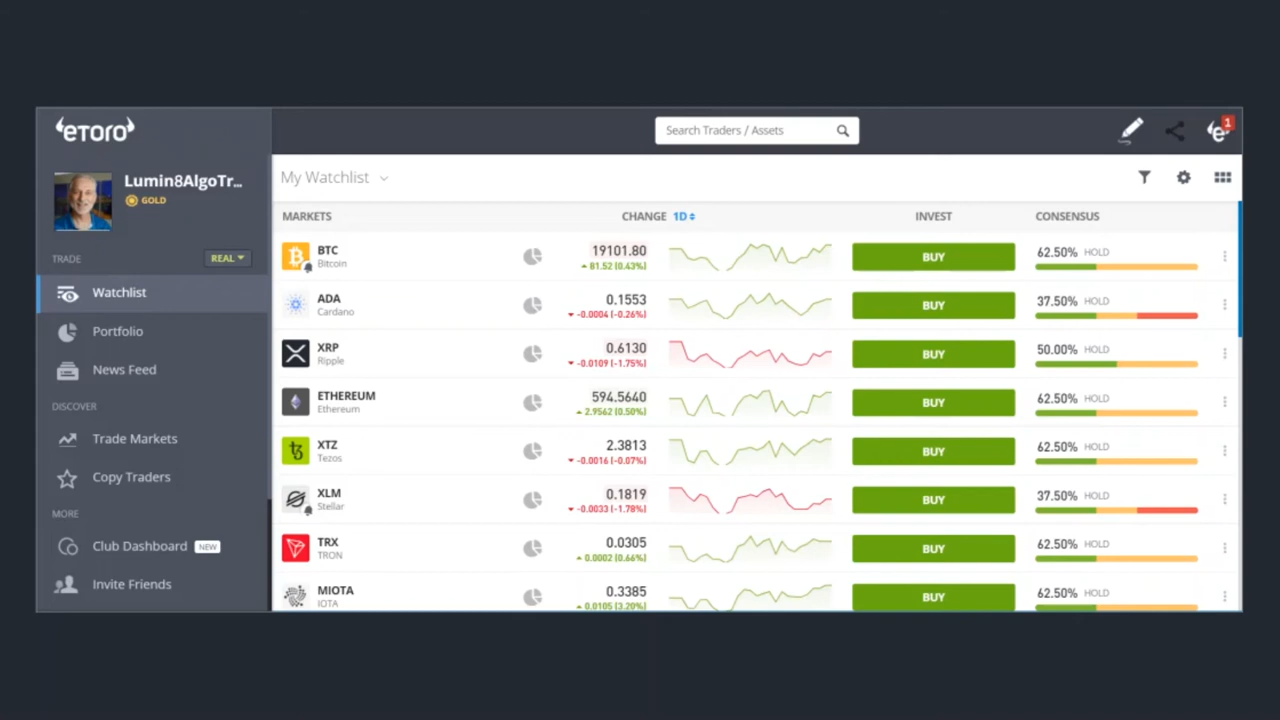 eToro
Search Traders / Assets
1
Lumin8AlgoTr...
GOLD
My Watchlist
MARKETS CHANGE 1D INVEST CONSENSUS
TRADE REAL
Watchlist
Portfolio
News Feed
DISCOVER
Trade Markets
Copy Traders
MORE
Club Dashboard NEW
Invite Friends
BTC 19101.80 BUY 62.50% HOLD
Bitcoin 81.52 (0.43%)
ADA 0.1553 BUY 37.50% HOLD
Cardano -0.0004 (-0.26%)
XRP 0.6130 BUY 50.00% HOLD
Ripple -0.0109 (-1.75%)
ETHEREUM 594.5640 BUY 62.50% HOLD
Ethereum 2.9562 (0.50%)
XTZ 2.3813 BUY 62.50% HOLD
Tezos -0.0016 (-0.07%)
XLM 0.1819 BUY 37.50% HOLD
Stellar -0.0033 (-1.78%)
TRX 0.0305 BUY 62.50% HOLD
TRON 0.0002 (0.66%)
MIOTA 0.3385 BUY 62.50% HOLD
IOTA 0.0105 (3.20%)